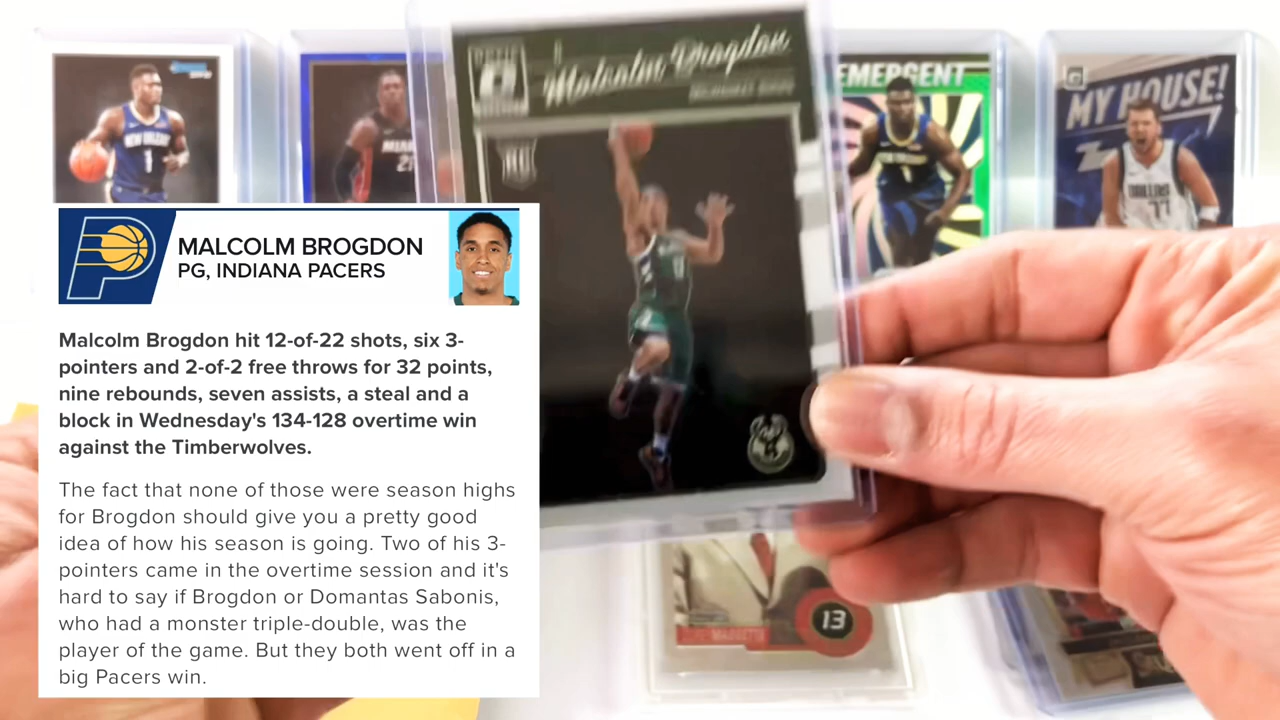 Malcolm Brogdon
EMERGENT
MY HOUSE!
NEW ORLEANS
1
RC
1
DALLAS
77
MALCOLM BROGDON
PG, INDIANA PACERS
Malcolm Brogdon hit 12-of-22 shots, six 3-
pointers and 2-of-2 free throws for 32 points,
nine rebounds, seven assists, a steal and a
block in Wednesday's 134-128 overtime win
against the Timberwolves.
The fact that none of those were season highs
for Brogdon should give you a pretty good
idea of how his season is going. Two of his 3-
pointers came in the overtime session and it's
hard to say if Brogdon or Domantas Sabonis,
who had a monster triple-double, was the
player of the game. But they both went off in a
big Pacers win.
13